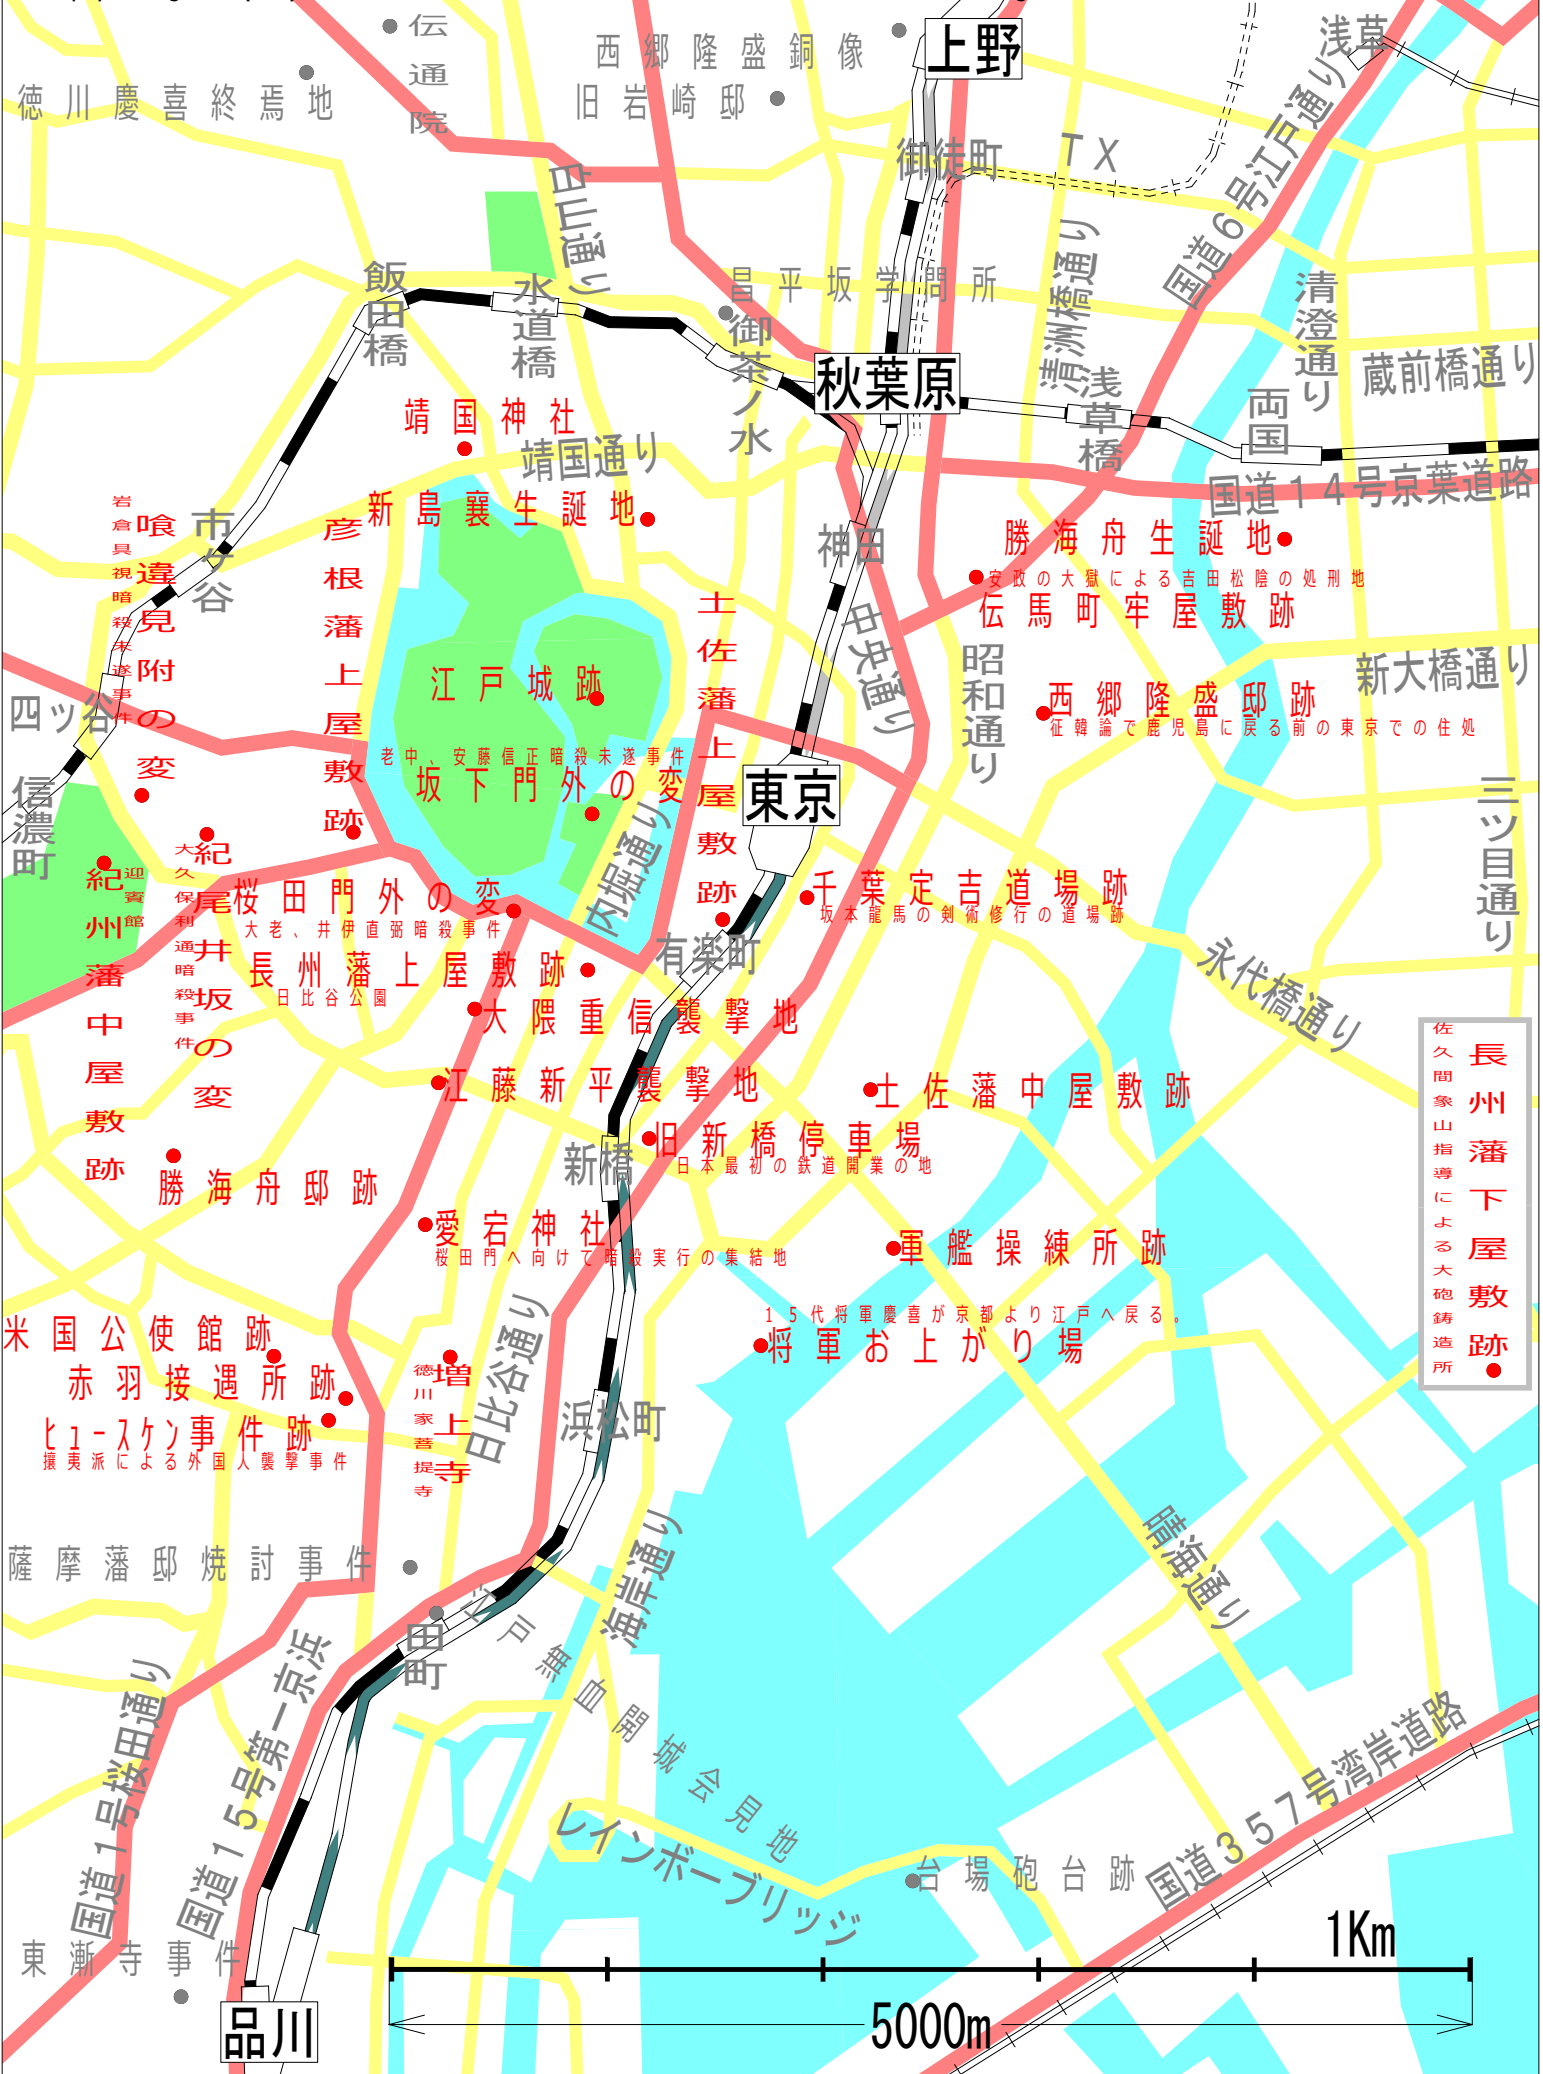 伝通院
西郷隆盛銅像
上野
浅草
徳川慶喜終焉地
旧岩崎邸
御徒町
TX
国道6号江戸通り
白山通り
飯田橋
水道橋
昌平坂学問所
御茶ノ水
清洲橋通り
清澄通り
秋葉原
浅草橋
両国
蔵前橋通り
靖国神社
靖国通り
国道14号京葉道路
新島襄生誕地
岩倉具視暗殺未遂事件
喰違見附の変
市ケ谷
彦根藩上屋敷跡
神田
勝海舟生誕地
安政の大獄による吉田松陰の処刑地
伝馬町牢屋敷跡
土佐藩上屋敷跡
中央通り
昭和通り
新大橋通り
江戸城跡
四ッ谷
西郷隆盛邸跡
征韓論で鹿児島に戻る前の東京での住処
老中、安藤信正暗殺未遂事件
坂下門外の変
内堀通り
東京
信濃町
三ツ目通り
紀州藩中屋敷跡
迎賓館
大久保利通暗殺事件
紀尾井坂の変
桜田門外の変
大老、井伊直弼暗殺事件
千葉定吉道場跡
坂本龍馬の剣術修行の道場跡
有楽町
永代橋通り
長州藩上屋敷跡
日比谷公園
大隈重信襲撃地
江藤新平襲撃地
土佐藩中屋敷跡
長州藩下屋敷跡
佐久間象山指導による大砲鋳造所
旧新橋停車場
日本最初の鉄道開業の地
新橋
勝海舟邸跡
愛宕神社
桜田門へ向けて暗殺実行の集結地
軍艦操練所跡
15代将軍慶喜が京都より江戸へ戻る。
将軍お上がり場
米国公使館跡
赤羽接遇所跡
ヒュースケン事件跡
攘夷派による外国人襲撃事件
増上寺
徳川家菩提寺
日比谷通り
浜松町
海岸通り
晴海通り
薩摩藩邸焼討事件
田町
江戸無血開城会見地
国道1号桜田通り
国道15号第一京浜
レインボーブリッジ
台場砲台跡
国道357号湾岸道路
東漸寺事件
品川
1Km
5000m